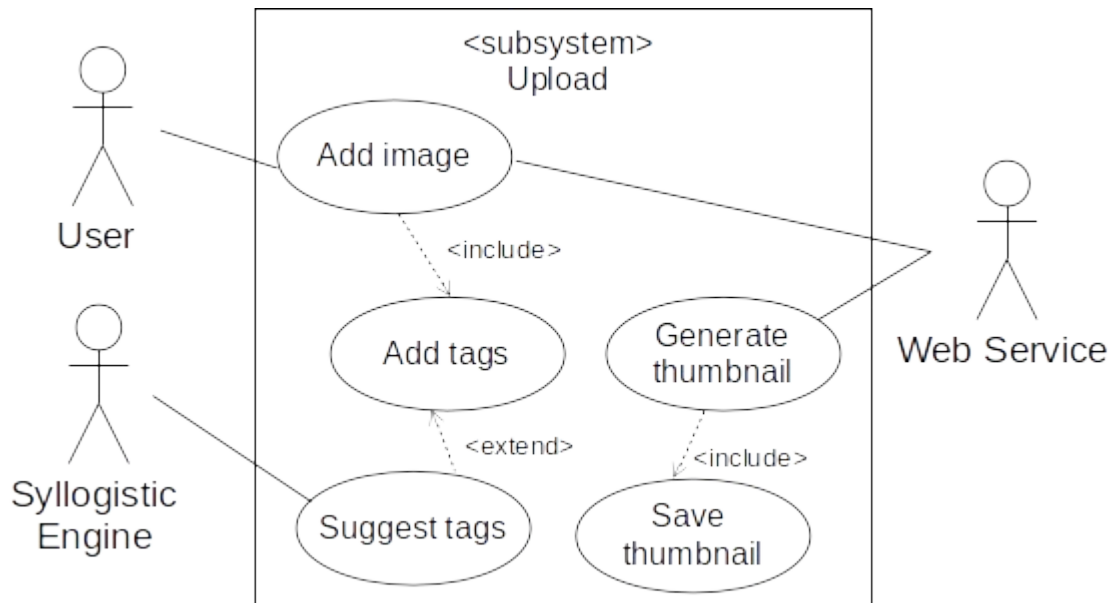 <subsystem>
Upload
Add image
User
<include>
Add tags
Generate
thumbnail
Web Service
<extend>
<include>
Syllogistic
Engine
Suggest tags
Save
thumbnail